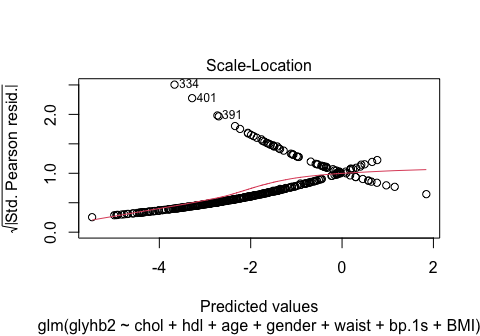 Scale-Location
√|Std. Pearson resid.|
2.0
1.0
0.0
334
401
391
-4
-2
0
2
Predicted values
glm(glyhb2 ~ chol + hdl + age + gender + waist + bp.1s + BMI)